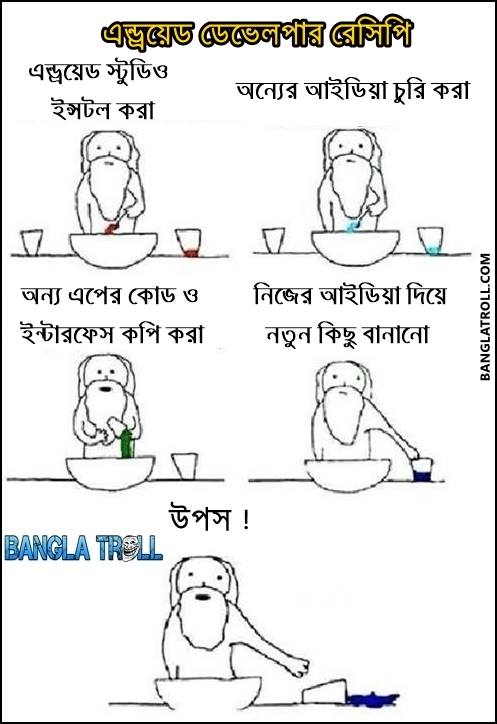 এন্ড্রয়েড ডেভেলপার রেসিপি
এন্ড্রয়েড স্টুডিও
ইন্সটল করা
অন্যের আইডিয়া চুরি করা
অন্য এপের কোড ও
ইন্টারফেস কপি করা
নিজের আইডিয়া দিয়ে
নতুন কিছু বানানো
BANGLATROLL.COM
উপস !
BANGLA TROLL